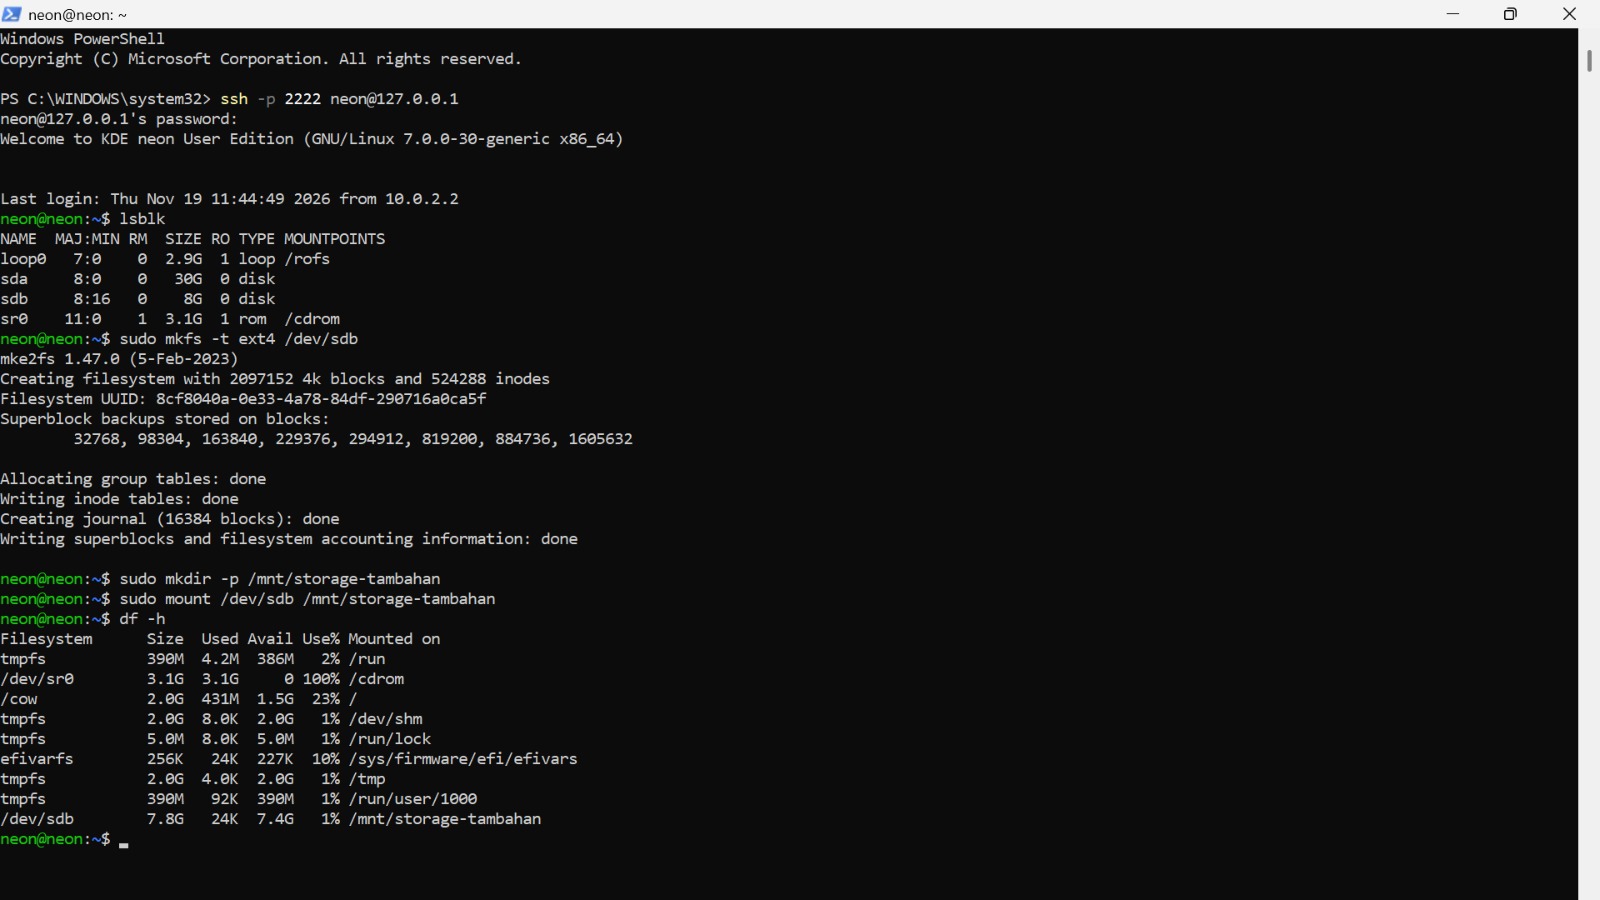 neon@neon: ~
Windows PowerShell
Copyright (C) Microsoft Corporation. All rights reserved.
PS C:\WINDOWS\system32> ssh -p 2222 neon@127.0.0.1
neon@127.0.0.1's password:
Welcome to KDE neon User Edition (GNU/Linux 7.0.0-30-generic x86_64)
Last login: Thu Nov 19 11:44:49 2026 from 10.0.2.2
neon@neon:~$ lsblk
NAME  MAJ:MIN RM  SIZE RO TYPE MOUNTPOINTS
loop0   7:0    0  2.9G  1 loop /rofs
sda     8:0    0   30G  0 disk
sdb     8:16   0    8G  0 disk
sr0    11:0    1  3.1G  1 rom  /cdrom
neon@neon:~$ sudo mkfs -t ext4 /dev/sdb
mke2fs 1.47.0 (5-Feb-2023)
Creating filesystem with 2097152 4k blocks and 524288 inodes
Filesystem UUID: 8cf8040a-0e33-4a78-84df-290716a0ca5f
Superblock backups stored on blocks:
        32768, 98304, 163840, 229376, 294912, 819200, 884736, 1605632
Allocating group tables: done
Writing inode tables: done
Creating journal (16384 blocks): done
Writing superblocks and filesystem accounting information: done
neon@neon:~$ sudo mkdir -p /mnt/storage-tambahan
neon@neon:~$ sudo mount /dev/sdb /mnt/storage-tambahan
neon@neon:~$ df -h
Filesystem      Size  Used Avail Use% Mounted on
tmpfs           390M  4.2M  386M   2% /run
/dev/sr0        3.1G  3.1G     0 100% /cdrom
/cow            2.0G  431M  1.5G  23% /
tmpfs           2.0G  8.0K  2.0G   1% /dev/shm
tmpfs           5.0M  8.0K  5.0M   1% /run/lock
efivarfs        256K   24K  227K  10% /sys/firmware/efi/efivars
tmpfs           2.0G  4.0K  2.0G   1% /tmp
tmpfs           390M   92K  390M   1% /run/user/1000
/dev/sdb        7.8G   24K  7.4G   1% /mnt/storage-tambahan
neon@neon:~$